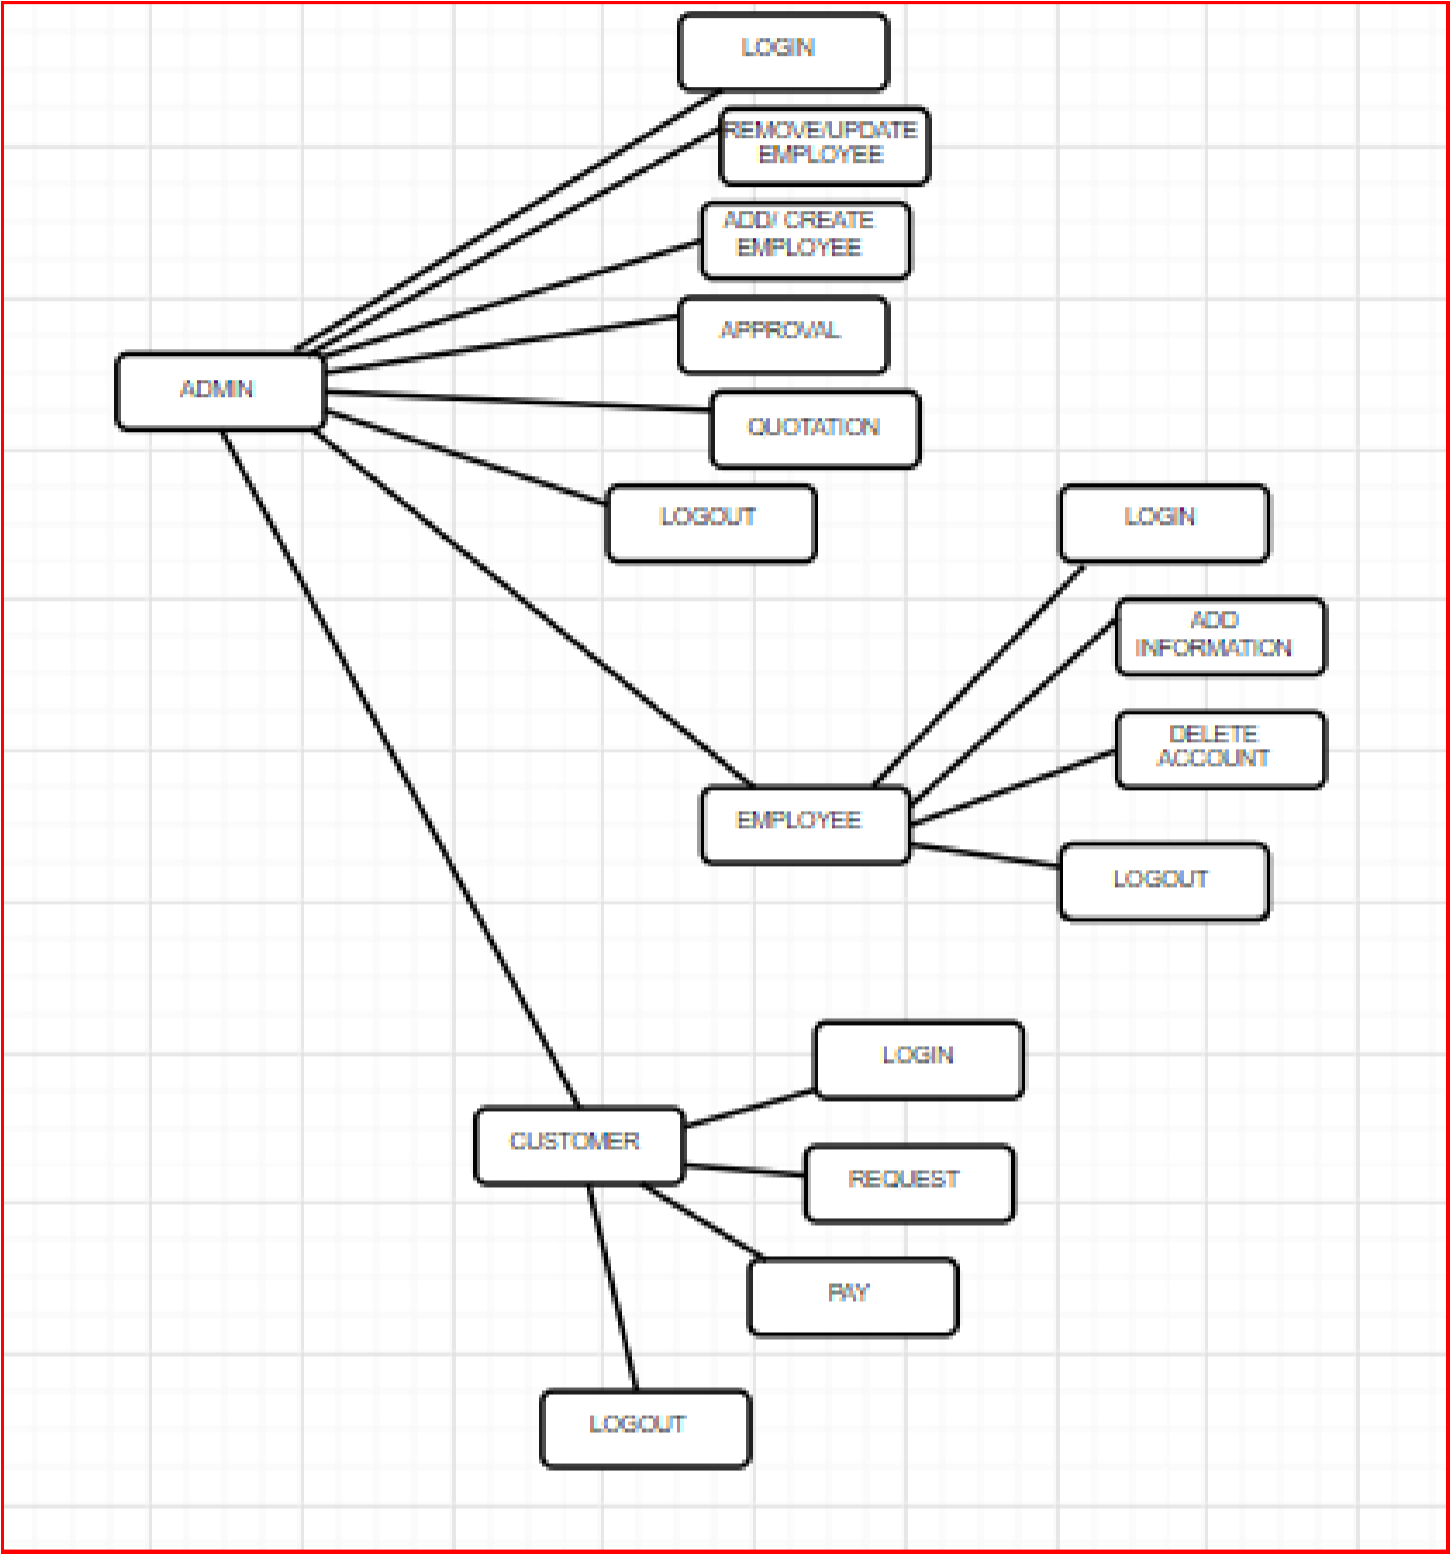 LOGIN
REMOVE/UPDATE
EMPLOYEE
ADD/ CREATE
EMPLOYEE
APPROVAL
ADMIN
QUOTATION
LOGOUT
LOGIN
ADD
INFORMATION
DELETE
ACCOUNT
EMPLOYEE
LOGOUT
LOGIN
CUSTOMER
REQUEST
PAY
LOGOUT